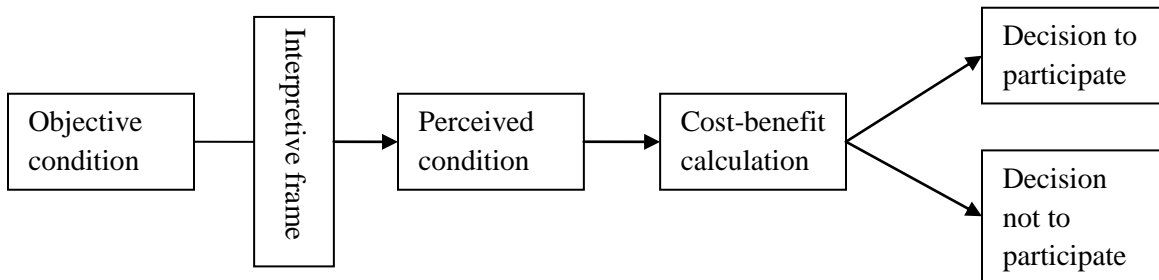 Objective
condition
Interpretive frame
Perceived
condition
Cost-benefit
calculation
Decision to
participate
Decision
not to
participate